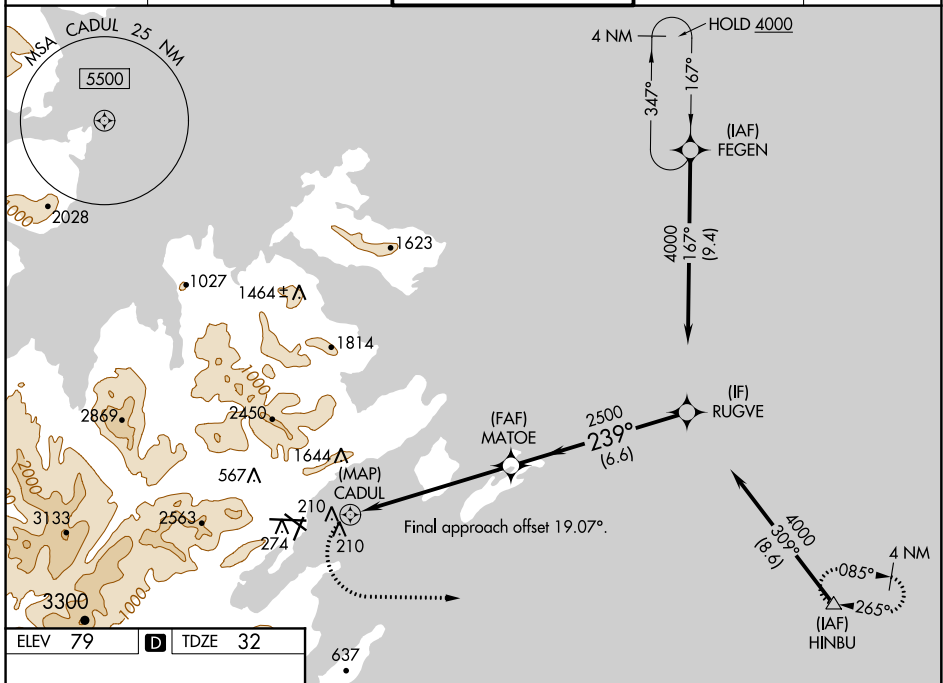 MSA CADUL 25 NM
5500
HOLD 4000
4 NM
347°
167°
(IAF)
FEGEN
4000
167°
(9.4)
2028
1000
1623
1027
1464 ±
1814
1000
2869
2450
(IF)
RUGVE
(FAF)
MATOE
2500
239°
(6.6)
2000
1644
567
(MAP)
CADUL
210
210
274
Final approach offset 19.07°.
3133
2563
4000
309°
(8.6)
4 NM
085°
265°
(IAF)
HINBU
3300
1000
ELEV 79 D TDZE 32
637